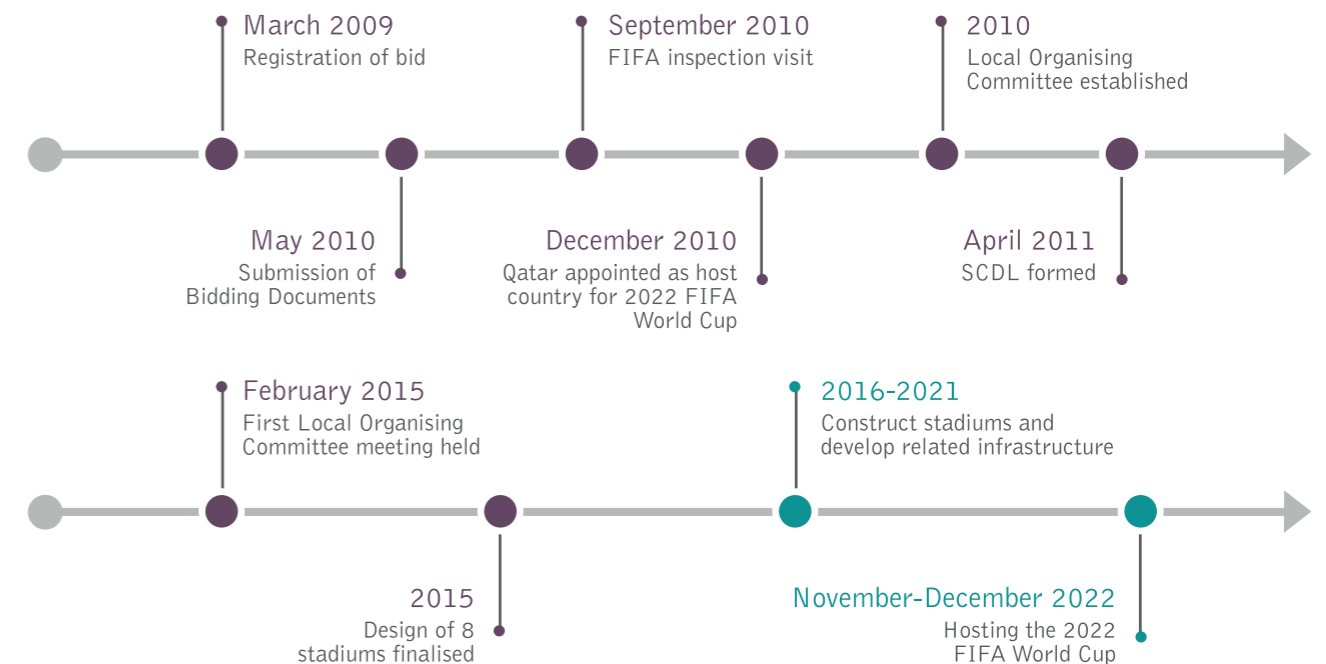 March 2009
Registration of bid
May 2010
Submission of
Bidding Documents
September 2010
FIFA inspection visit
December 2010
Qatar appointed as host
country for 2022 FIFA
World Cup
2010
Local Organising
Committee established
April 2011
SCDL formed
February 2015
First Local Organising
Committee meeting held
2015
Design of 8
stadiums finalised
2016-2021
Construct stadiums and
develop related infrastructure
November-December 2022
Hosting the 2022
FIFA World Cup